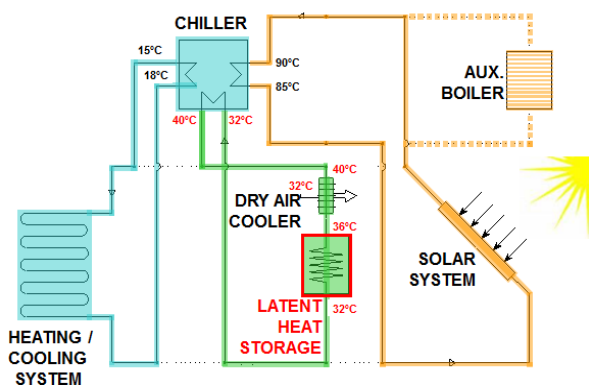 CHILLER
15°C
18°C
90°C
85°C
AUX.
BOILER
40°C
32°C
40°C
32°C
DRY AIR
COOLER
36°C
SOLAR
SYSTEM
LATENT
HEAT
STORAGE
32°C
HEATING /
COOLING
SYSTEM